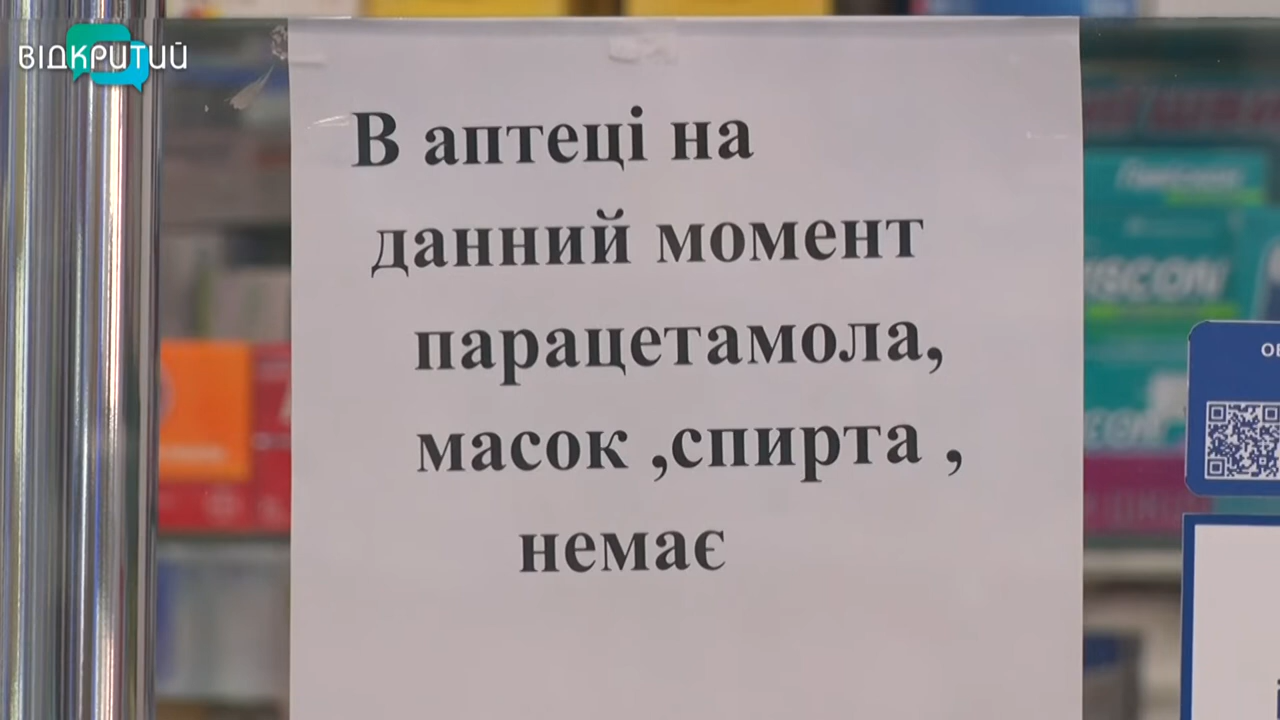 ВІДКРИТИЙ
В аптеці на
данний момент
парацетамола,
масок ,спирта ,
немає